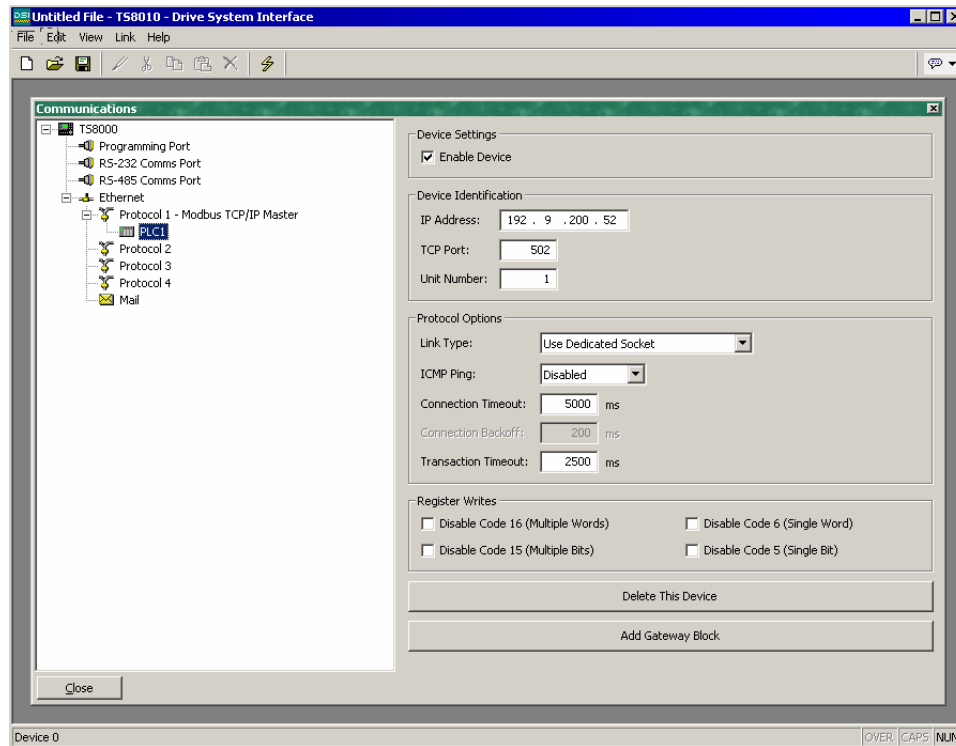 DSI Untitled File - TS8010 - Drive System Interface
File Edit View Link Help
Communications
TS8000
Programming Port
RS-232 Comms Port
RS-485 Comms Port
Ethernet
Protocol 1 - Modbus TCP/IP Master
PLC1
Protocol 2
Protocol 3
Protocol 4
Mail
Device Settings
Enable Device
Device Identification
IP Address: 192 . 9 .200 . 52
TCP Port: 502
Unit Number: 1
Protocol Options
Link Type: Use Dedicated Socket
ICMP Ping: Disabled
Connection Timeout: 5000 ms
Connection Backoff: 200 ms
Transaction Timeout: 2500 ms
Register Writes
Disable Code 16 (Multiple Words) Disable Code 6 (Single Word)
Disable Code 15 (Multiple Bits) Disable Code 5 (Single Bit)
Delete This Device
Add Gateway Block
Close
Device 0 OVER CAPS NUM